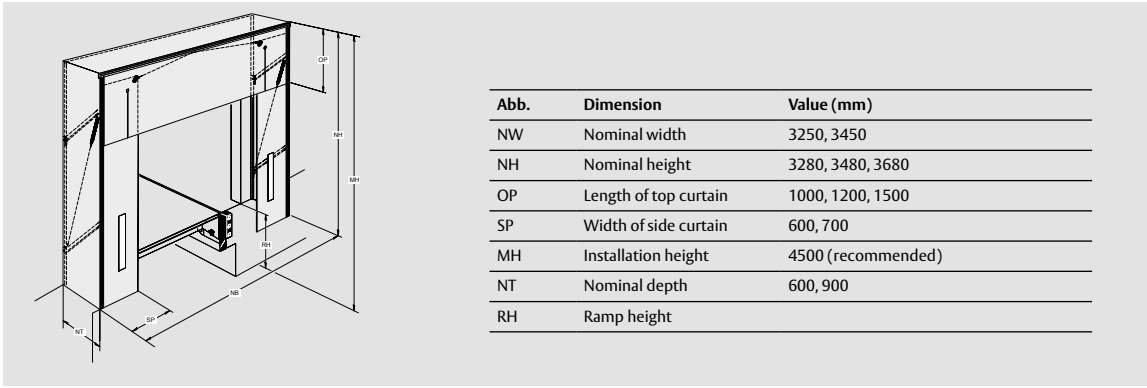 OP
NH
MH
RH
NB
SP
NT
Abb. Dimension Value (mm)
NW Nominal width 3250, 3450
NH Nominal height 3280, 3480, 3680
OP Length of top curtain 1000, 1200, 1500
SP Width of side curtain 600, 700
MH Installation height 4500 (recommended)
NT Nominal depth 600, 900
RH Ramp height